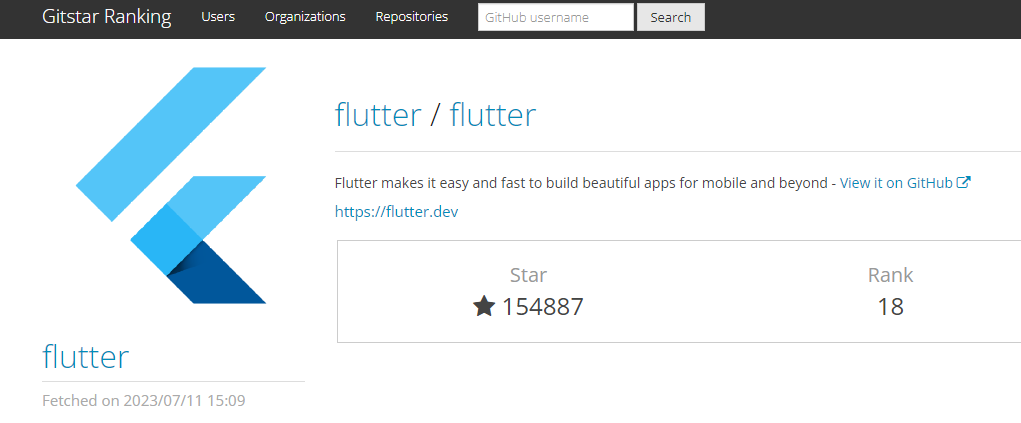 Gitstar Ranking Users Organizations Repositories GitHub username Search
flutter / flutter
Flutter makes it easy and fast to build beautiful apps for mobile and beyond - View it on GitHub
https://flutter.dev
Star Rank
154887 18
flutter
Fetched on 2023/07/11 15:09